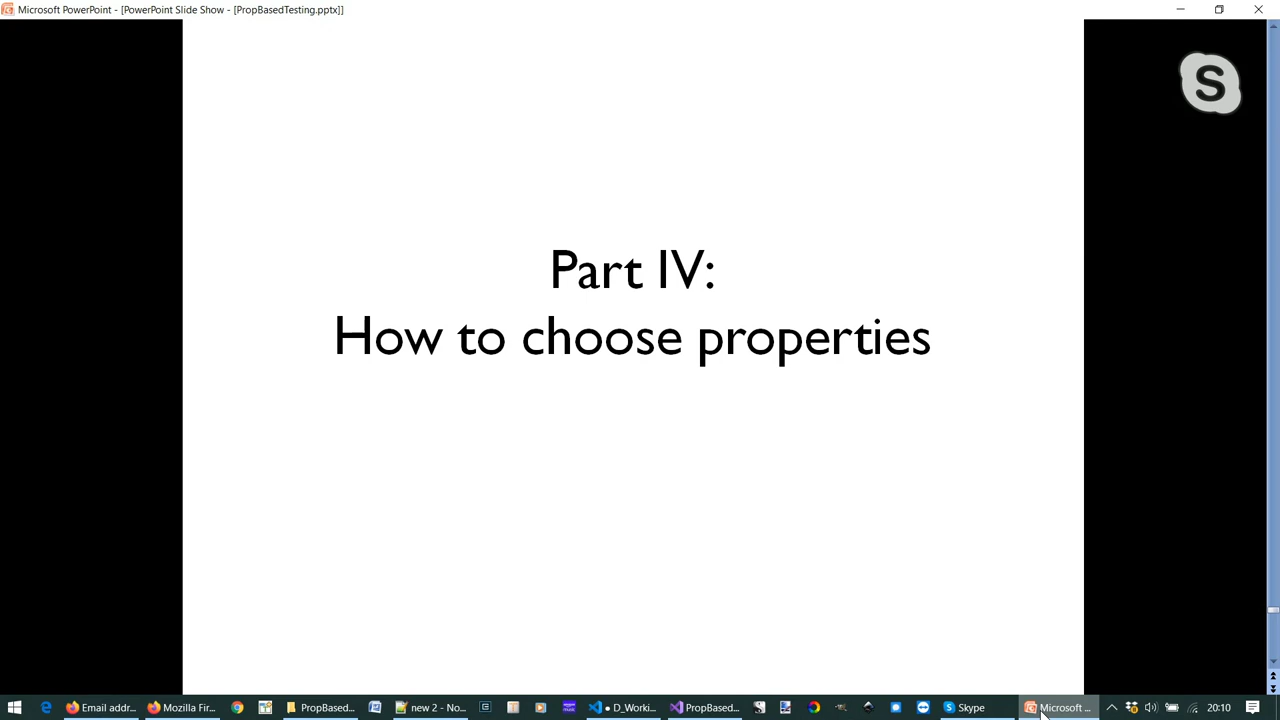 Microsoft PowerPoint - [PowerPoint Slide Show - [PropBasedTesting.pptx]]
S
Part IV:
How to choose properties
Email addr...
Mozilla Fir...
PropBased...
new 2 - No...
● D_Worki...
PropBased...
Skype
Microsoft ...
20:10